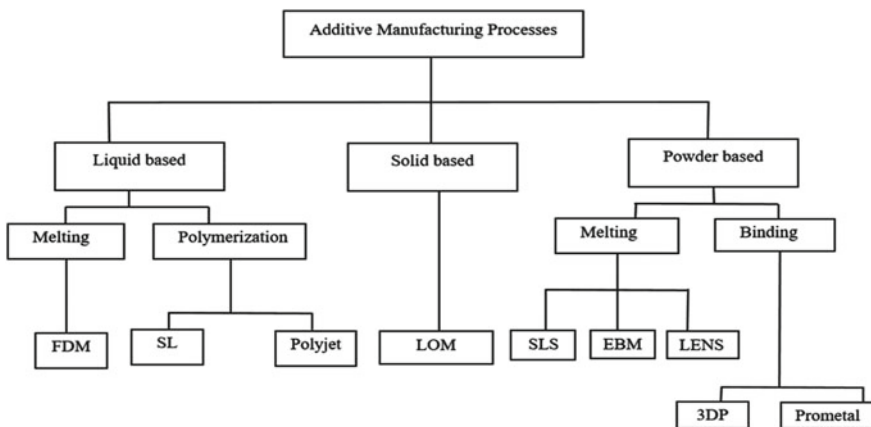 Additive Manufacturing Processes
Liquid based
Solid based
Powder based
Melting
Polymerization
Melting
Binding
FDM
SL
Polyjet
LOM
SLS
EBM
LENS
3DP
Prometal